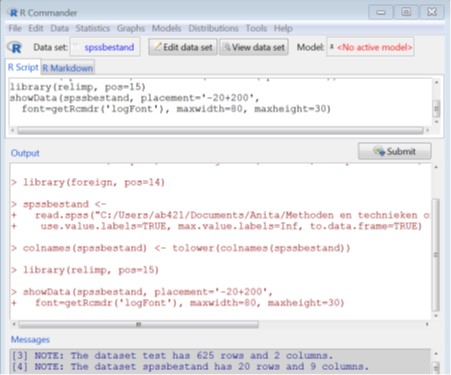 R Commander
File Edit Data Statistics Graphs Models Distributions Tools Help
Data set: spssbestand Edit data set View data set Model: <No active model>
R Script R Markdown
library(relimp, pos=15)
showData(spssbestand, placement='-20+200',
font=getRcmdr('logFont'), maxwidth=80, maxheight=30)
Output
Submit
> library(foreign, pos=14)
> spssbestand <-
+ read.spss("C:/Users/ab421/Documents/Anita/Methoden en technieken o
+ use.value.labels=TRUE, max.value.labels=Inf, to.data.frame=TRUE)
> colnames(spssbestand) <- tolower(colnames(spssbestand))
> library(relimp, pos=15)
> showData(spssbestand, placement='-20+200',
+ font=getRcmdr('logFont'), maxwidth=80, maxheight=30)
Messages
[3] NOTE: The dataset test has 625 rows and 2 columns.
[4] NOTE: The dataset spssbestand has 20 rows and 9 columns.